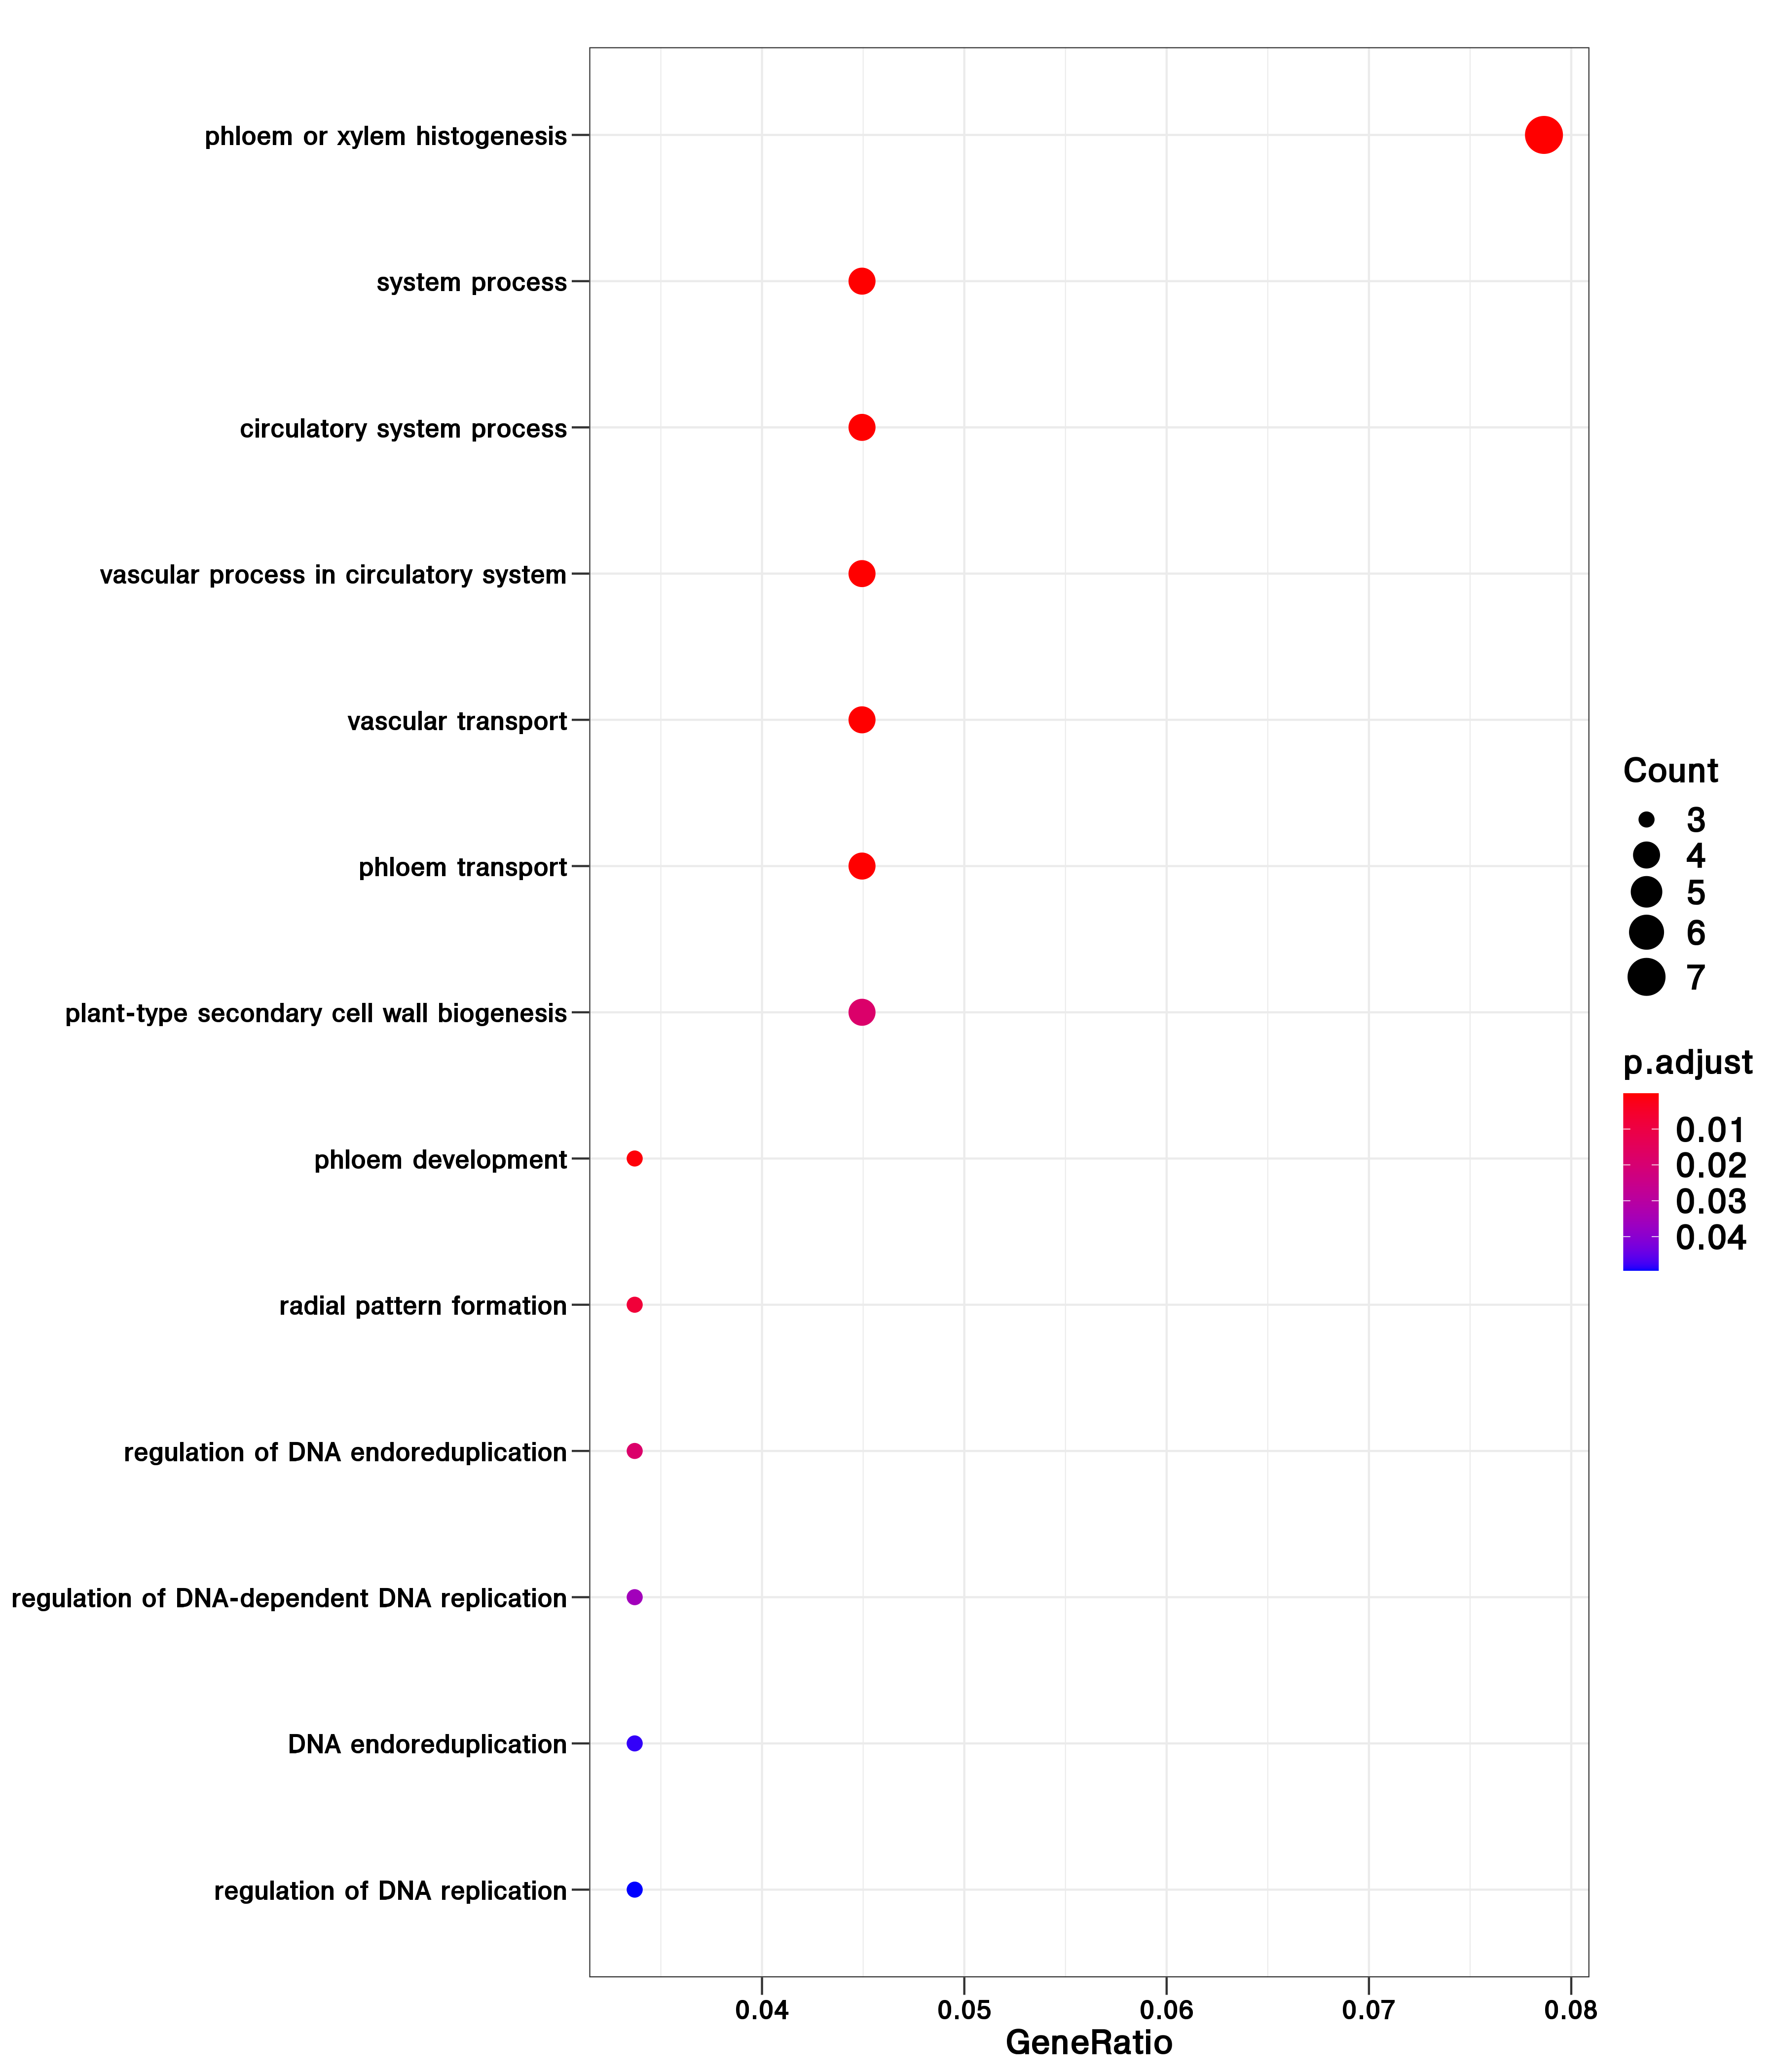 phloem or xylem histogenesis
system process
circulatory system process
vascular process in circulatory system
vascular transport
phloem transport
plant-type secondary cell wall biogenesis
phloem development
radial pattern formation
regulation of DNA endoreduplication
regulation of DNA-dependent DNA replication
DNA endoreduplication
regulation of DNA replication
0.04 0.05 0.06 0.07 0.08
GeneRatio
Count
3
4
5
6
7
p.adjust
0.01
0.02
0.03
0.04